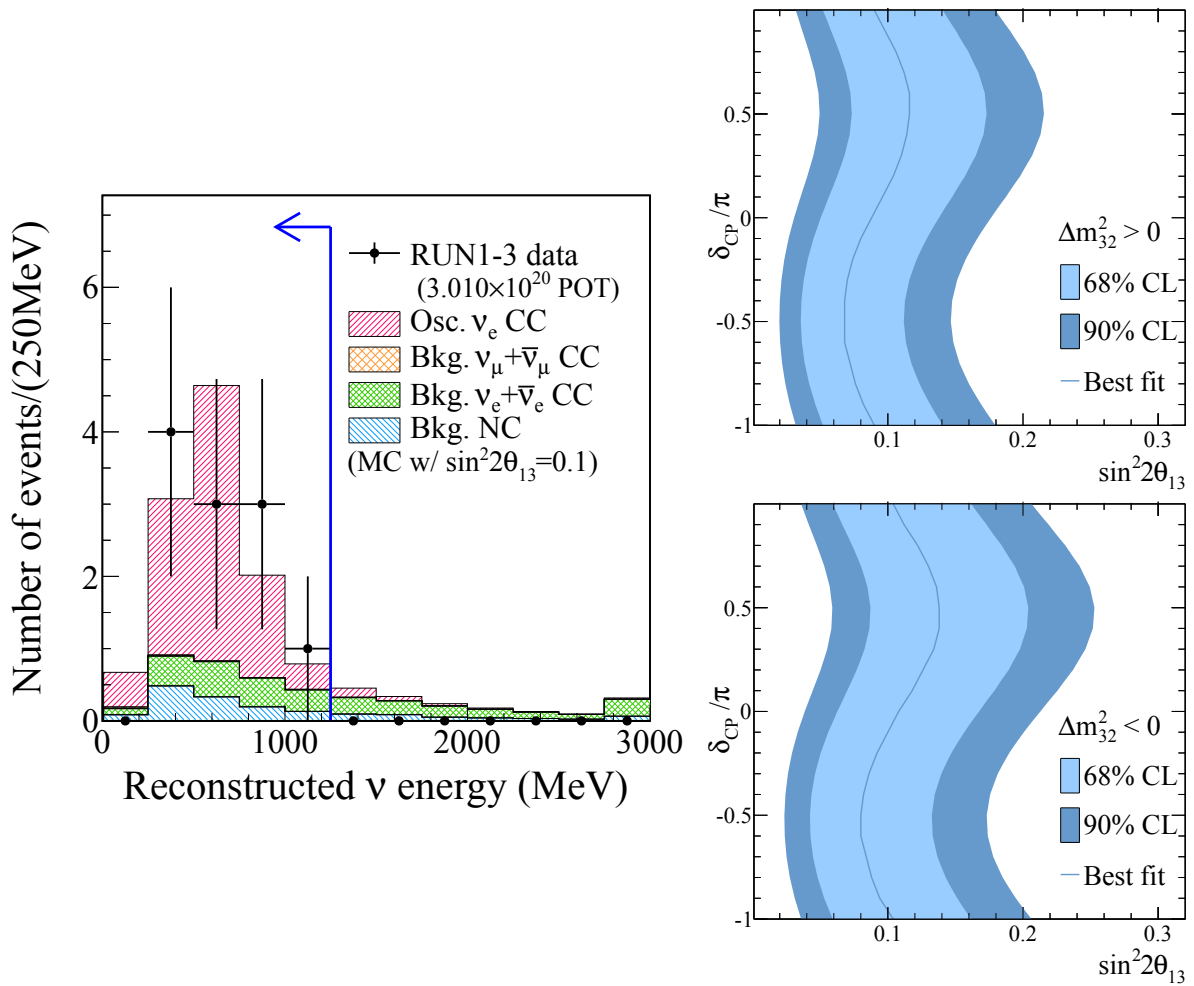 Number of events/(250MeV)
6
4
2
0
0 1000 2000 3000
Reconstructed ν energy (MeV)
RUN1-3 data
(3.010×10²⁰ POT)
Osc. νₑ CC
Bkg. ν_μ+ν̅_μ CC
Bkg. νₑ+ν̅ₑ CC
Bkg. NC
(MC w/ sin²2θ₁₃=0.1)
δ_CP/π
0.5
0
-0.5
-1
0.1 0.2 0.3
sin²2θ₁₃
Δm²₃₂ > 0
68% CL
90% CL
Best fit
δ_CP/π
0.5
0
-0.5
-1
0.1 0.2 0.3
sin²2θ₁₃
Δm²₃₂ < 0
68% CL
90% CL
Best fit